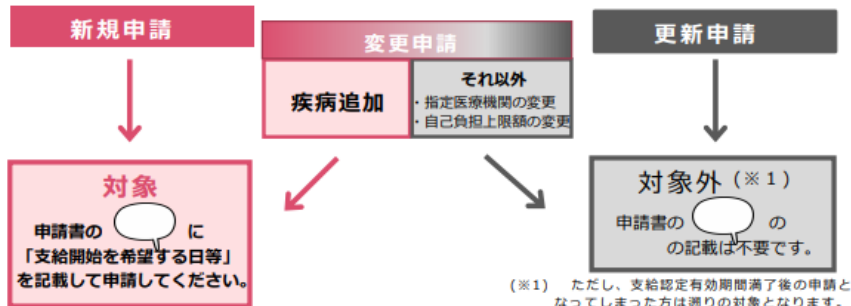 新規申請
変更申請
更新申請
疾病追加
それ以外
・指定医療機関の変更
・自己負担上限額の変更
対象
申請書の に
「支給開始を希望する日等」
を記載して申請してください。
対象外(※1)
申請書の の
の記載は不要です。
(※1) ただし、支給認定有効期間満了後の申請と
なってしまった方は遡りの対象となります。